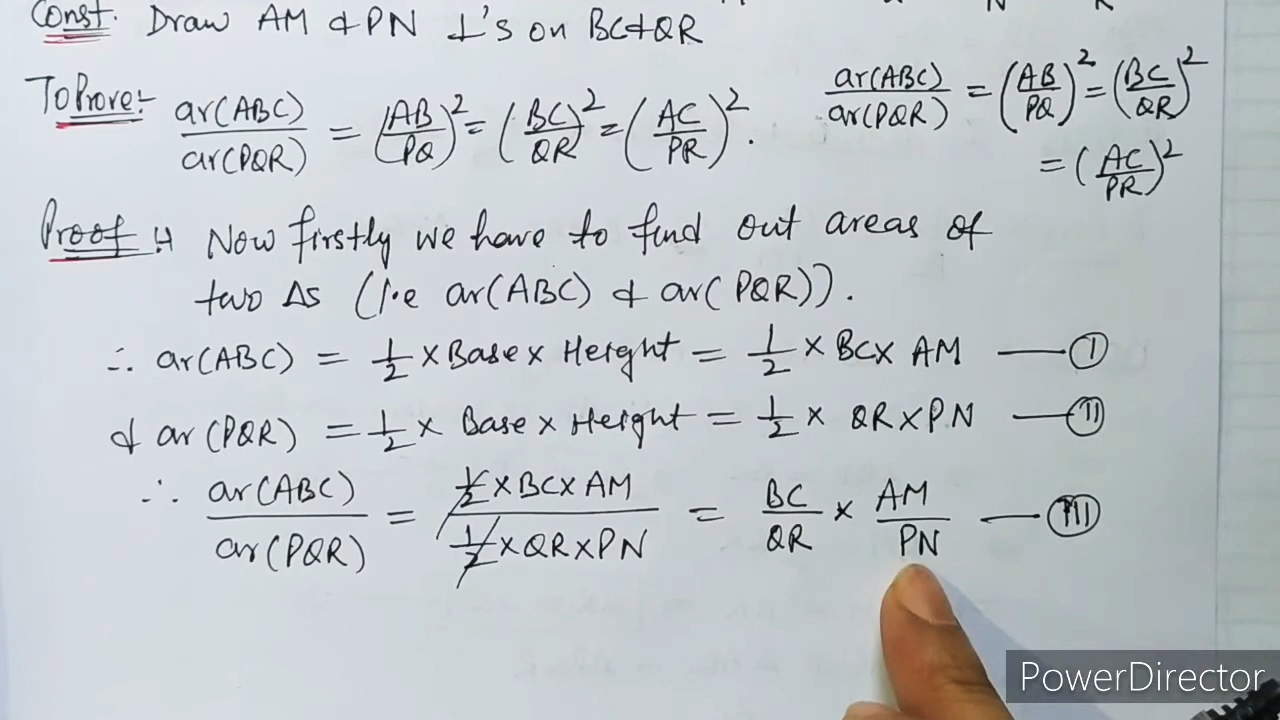 Const. Draw AM & PN ⊥'s on BC & QR
N R
To Prove:- ar(ABC)/ar(PQR) = (AB/PQ)² = (BC/QR)² = (AC/PR)².
ar(ABC)/ar(PQR) = (AB/PQ)² = (BC/QR)²
= (AC/PR)²
Proof :- Now firstly we have to find out areas of
two Δs (i.e ar(ABC) & ar(PQR)).
∴ ar(ABC) = 1/2 × Base × Height = 1/2 × BC × AM — I
& ar(PQR) = 1/2 × Base × Height = 1/2 × QR × PN — II
∴ ar(ABC)/ar(PQR) = 1/2 × BC × AM / 1/2 × QR × PN = BC/QR × AM/PN — III
PowerDirector